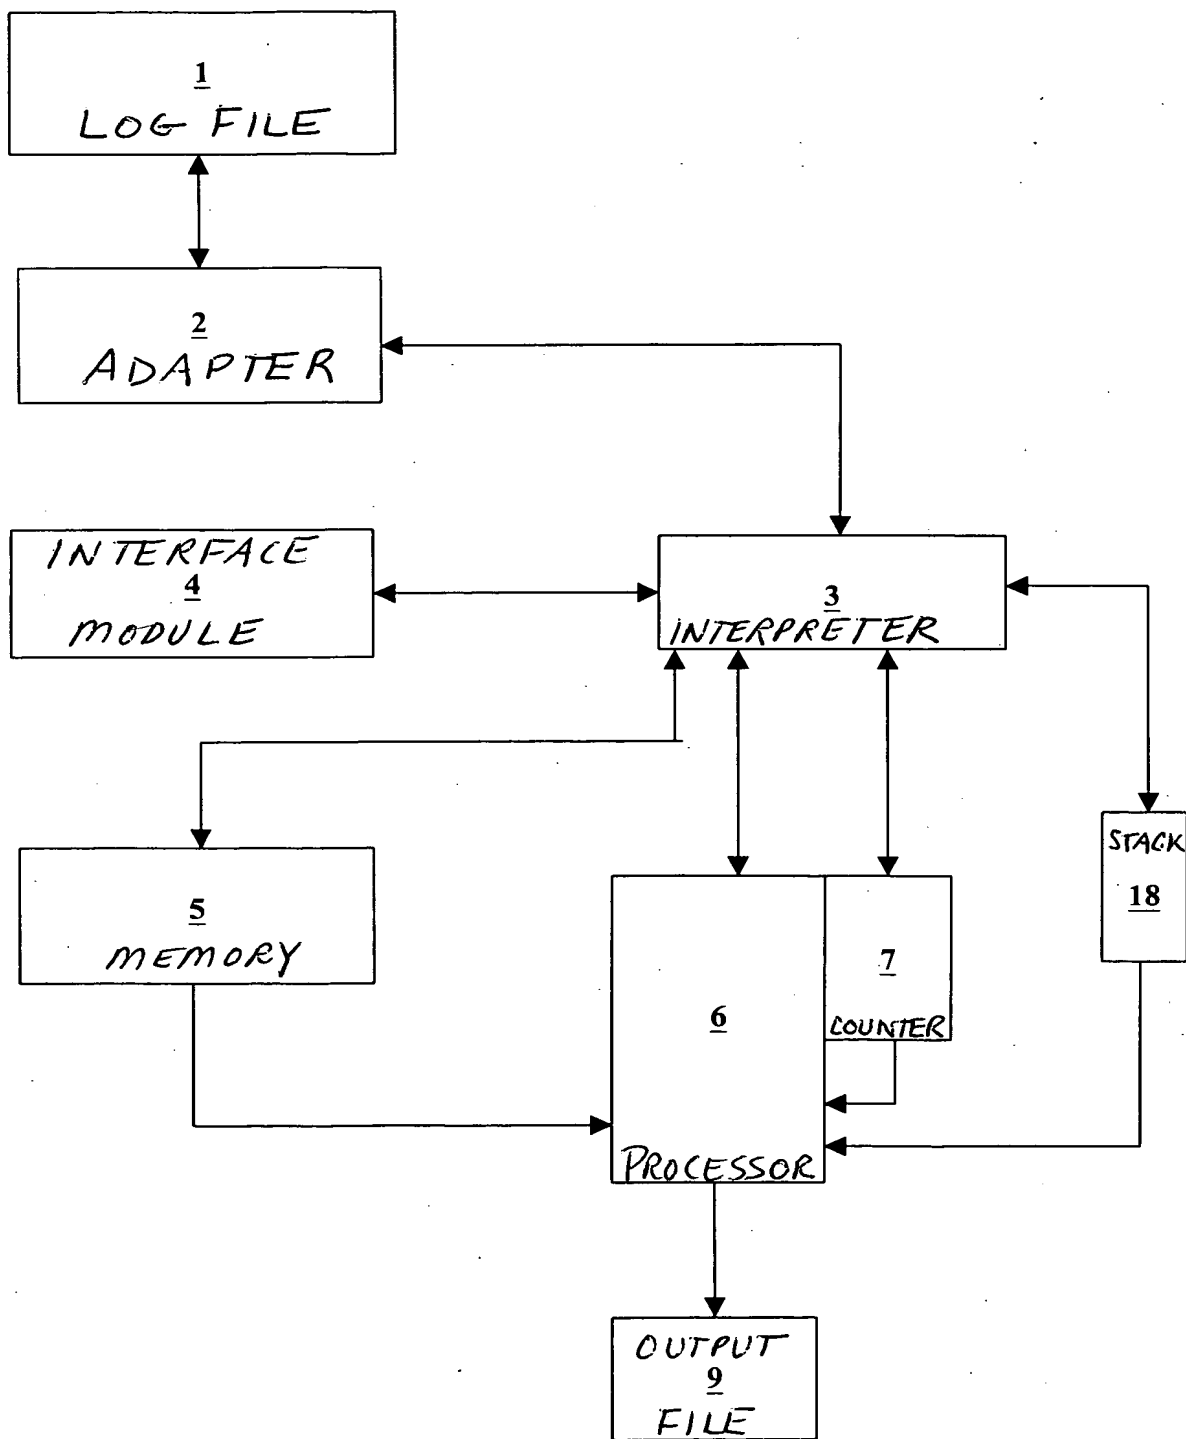 1
LOG FILE
2
ADAPTER
INTERFACE
4
MODULE
3
INTERPRETER
5
MEMORY
6
PROCESSOR
7
COUNTER
STACK
18
OUTPUT
9
FILE